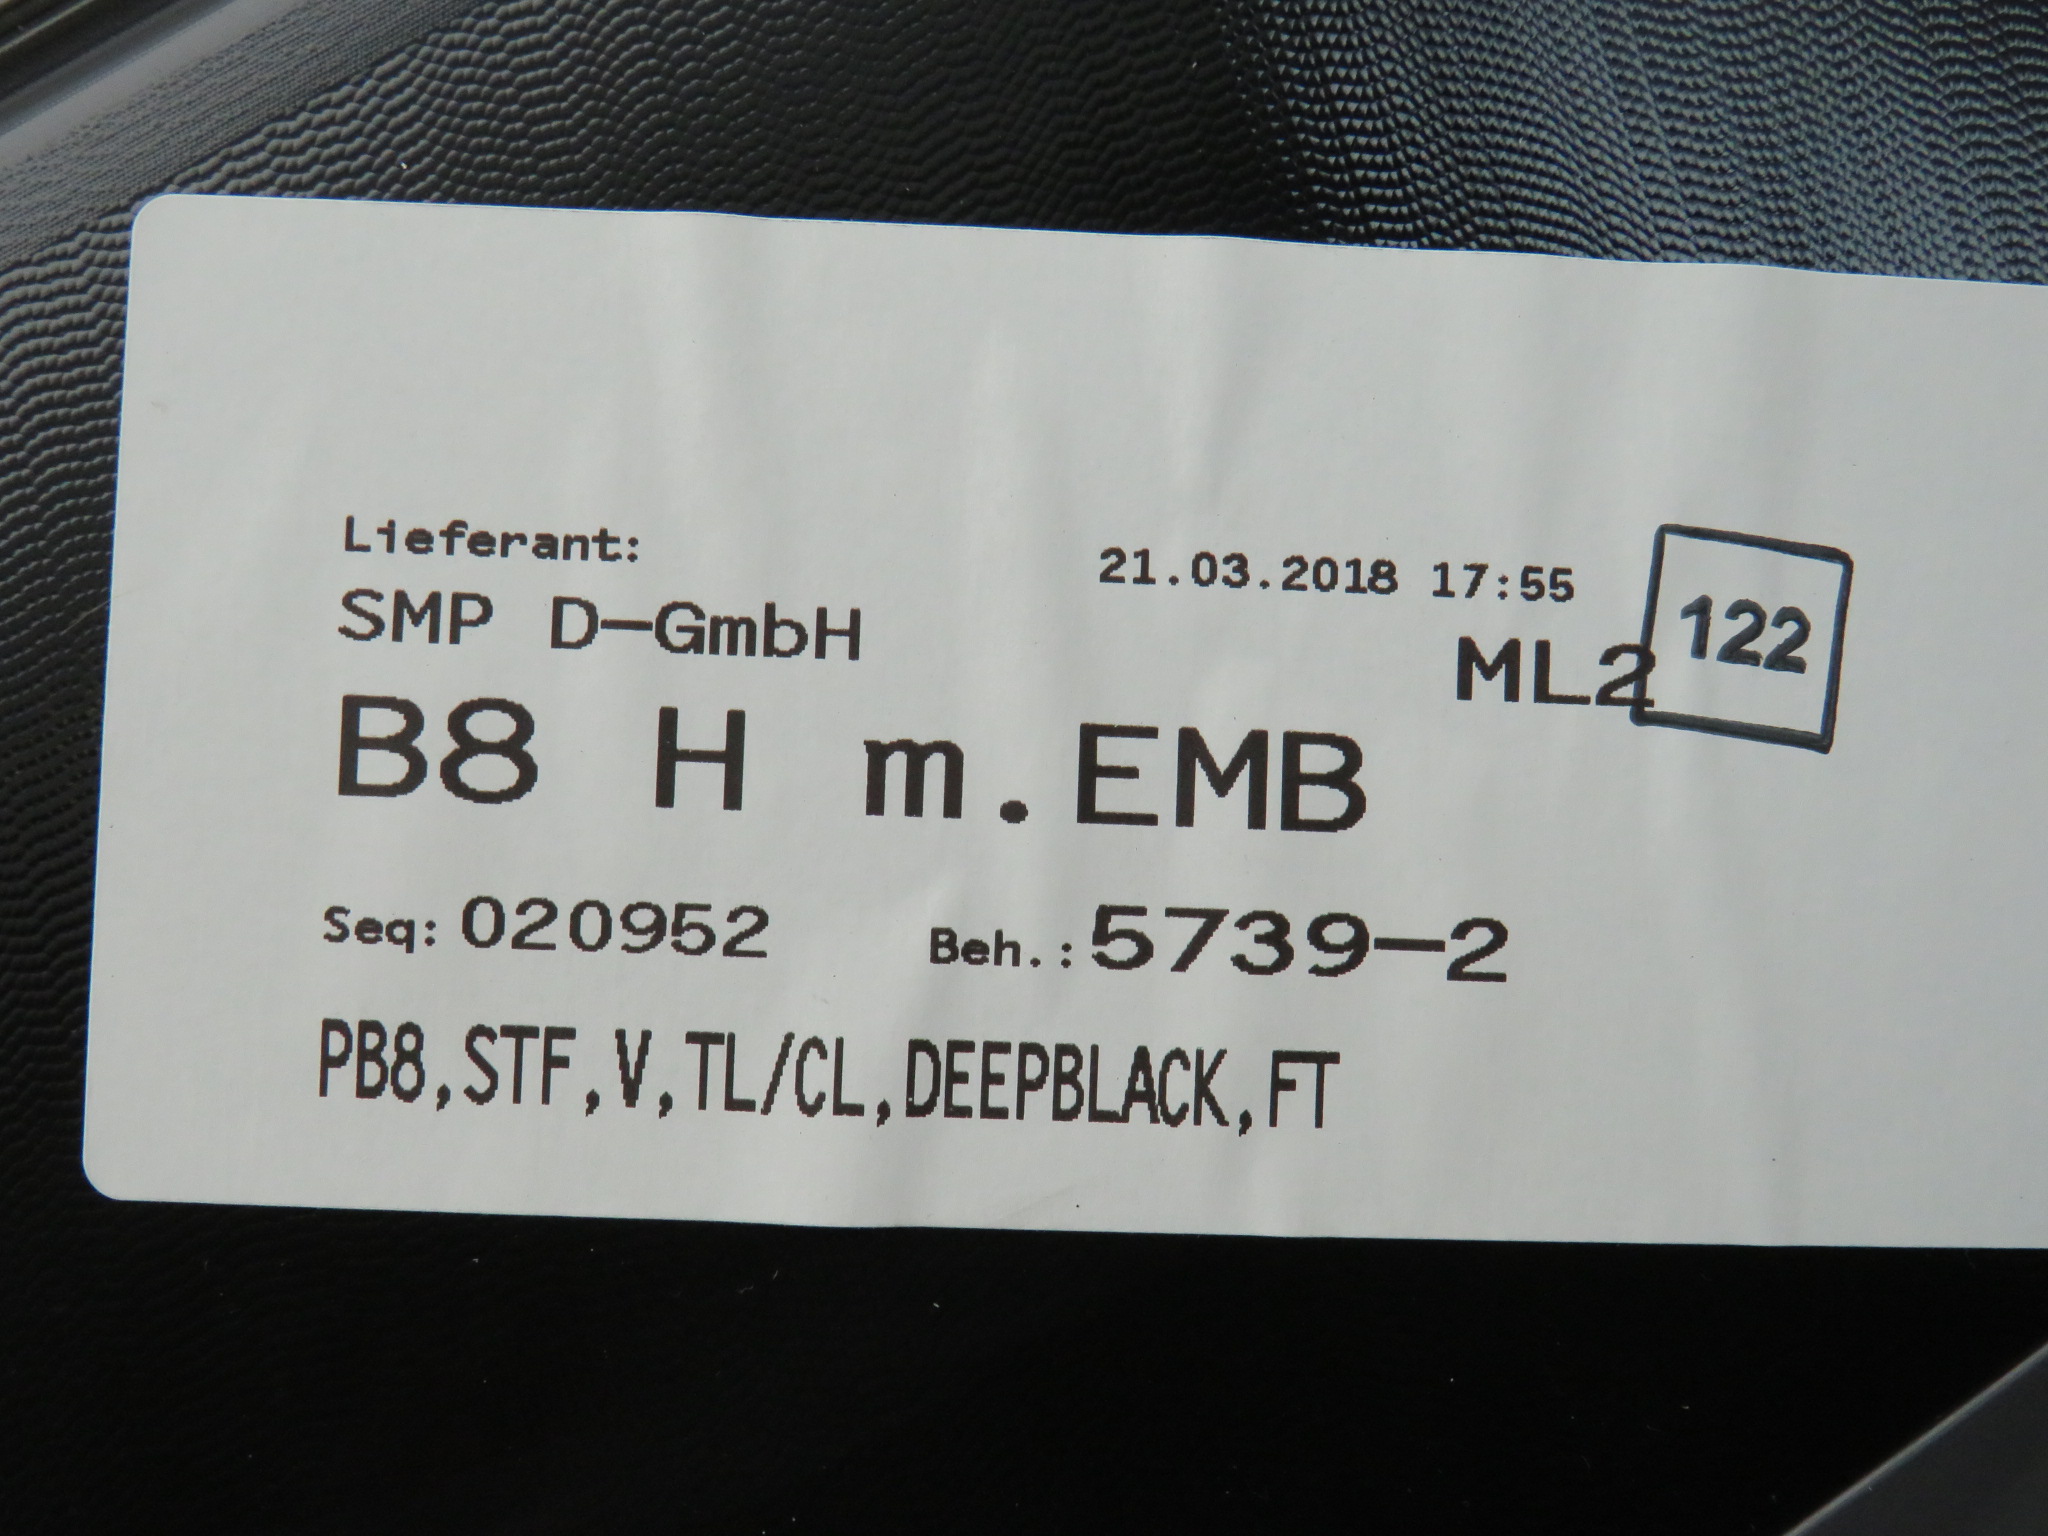 Lieferant:
21.03.2018 17:55
SMP D-GmbH
ML2
122
B8 H m.EMB
Seq: 020952 Beh.: 5739-2
PB8,STF,V,TL/CL,DEEPBLACK,FT